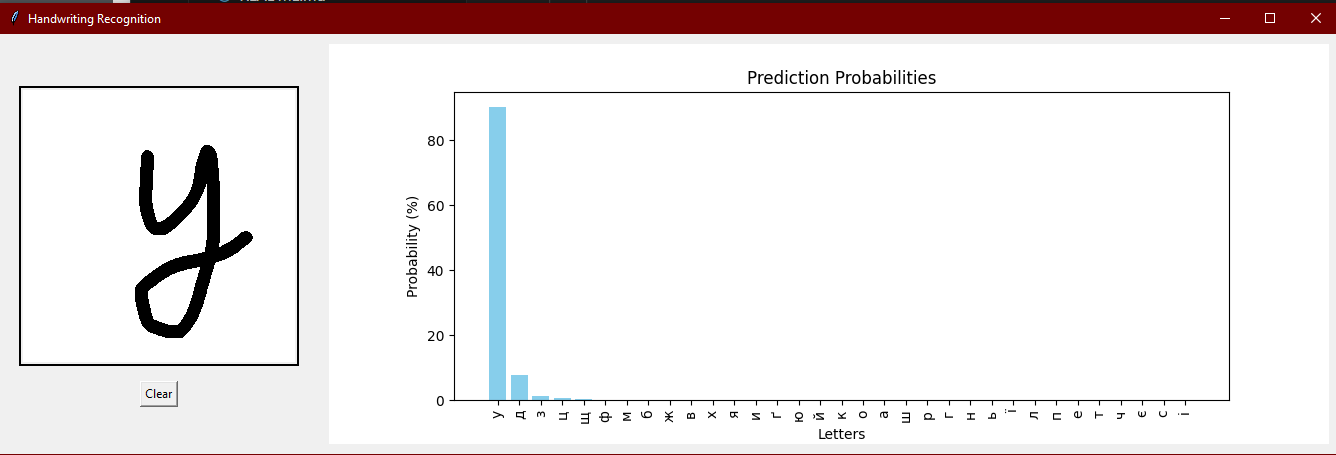 Handwriting Recognition
Prediction Probabilities
у
Clear
Probability (%)
80
60
40
20
0
у д з ц щ ф м б ж в х я и ґ ю й к о а ш р г н ь ї л п е т ч є с і
Letters